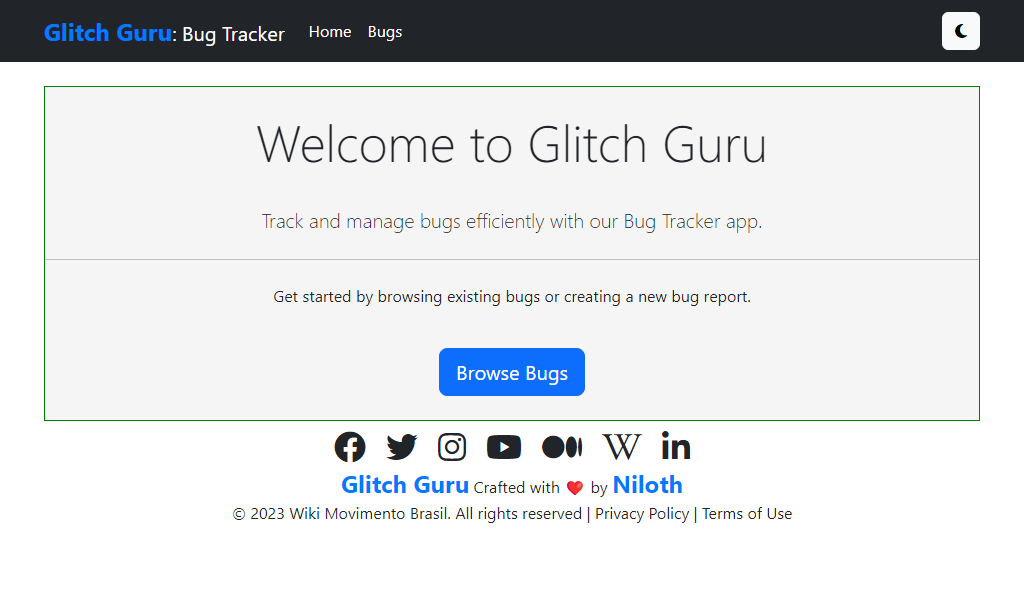 Glitch Guru: Bug Tracker Home Bugs
Welcome to Glitch Guru
Track and manage bugs efficiently with our Bug Tracker app.
Get started by browsing existing bugs or creating a new bug report.
Browse Bugs
Glitch Guru Crafted with ❤️ by Niloth
© 2023 Wiki Movimento Brasil. All rights reserved | Privacy Policy | Terms of Use